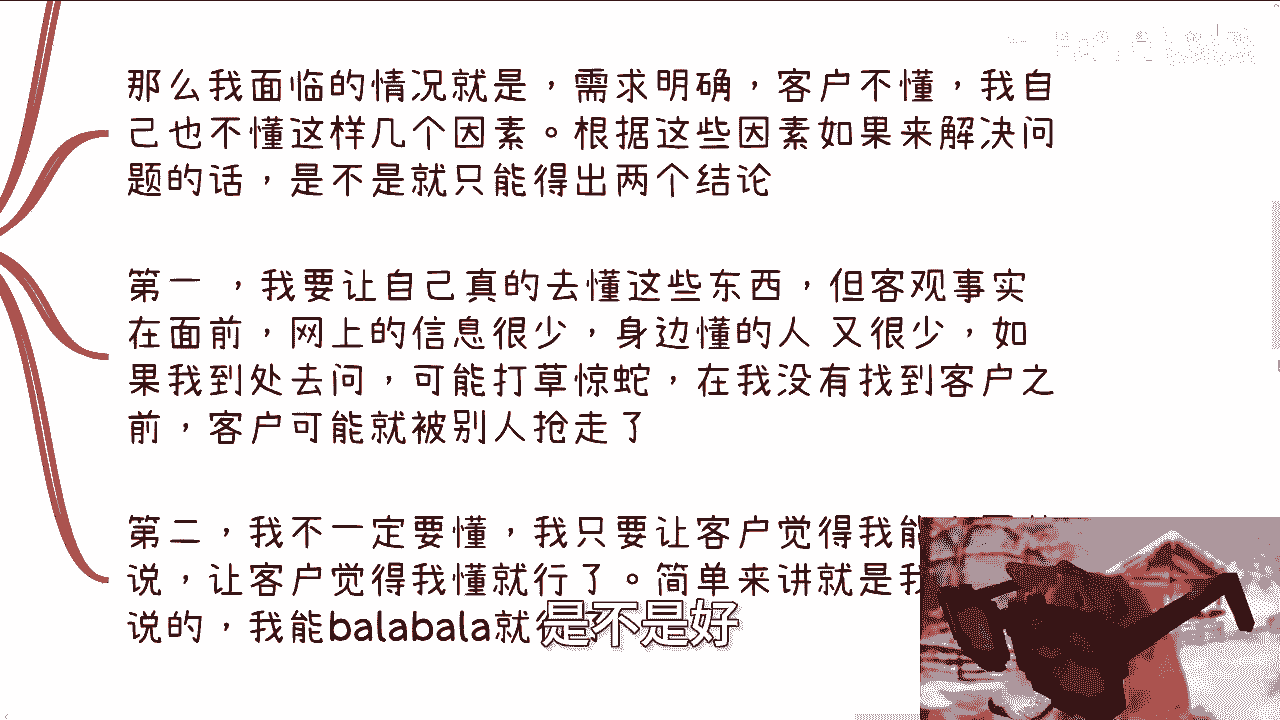 那么我面临的情况就是，需求明确，客户不懂，我自
己也不懂这样几个因素。根据这些因素如果来解决问
题的话，是不是就只能得出两个结论
第一 ，我要让自己真的去懂这些东西，但客观事实
在面前，网上的信息很少，身边懂的人 又很少，如
果我到处去问，可能打草惊蛇，在我没有找到客户之
前，客户可能就被别人抢走了
第二，我不一定要懂，我只要让客户觉得我能
说，让客户觉得我懂就行了。简单来讲就是我
说的，我能balabala就
是不是好